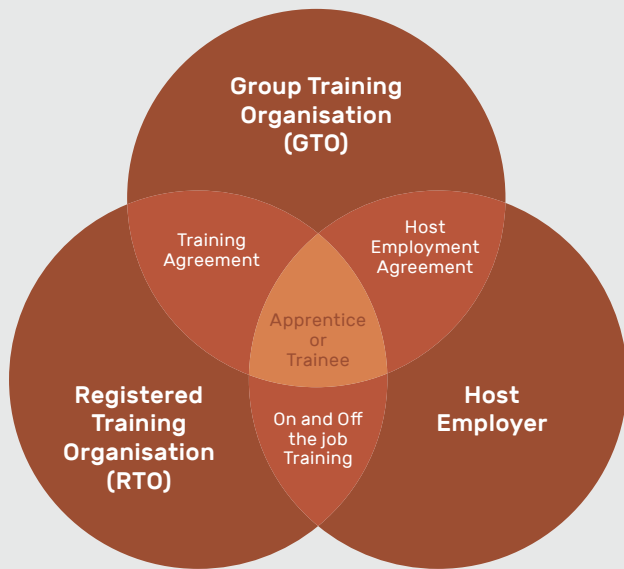 Group Training
Organisation
(GTO)
Training
Agreement
Host
Employment
Agreement
Apprentice
or
Trainee
Registered
Training
Organisation
(RTO)
On and Off
the job
Training
Host
Employer